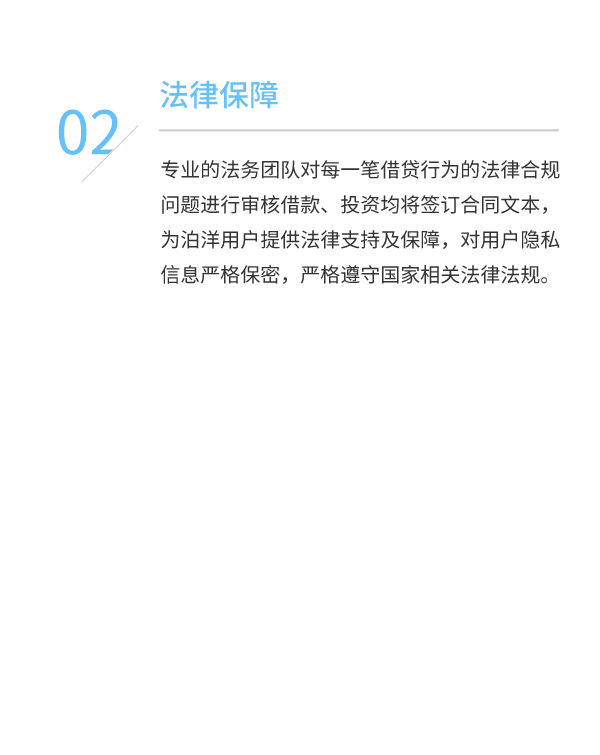 法律保障
02
专业的法务团队对每一笔借贷行为的法律合规
问题进行审核借款、投资均将签订合同文本，
为泊洋用户提供法律支持及保障，对用户隐私
信息严格保密，严格遵守国家相关法律法规。